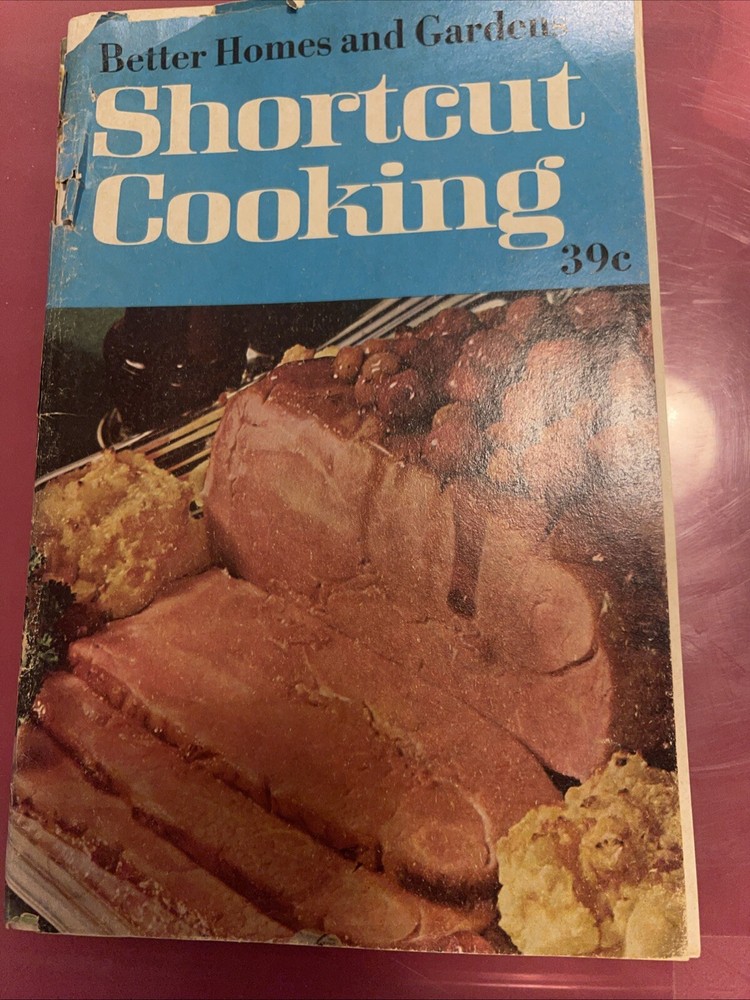 Better Homes and Gardens
Shortcut
Cooking
39c